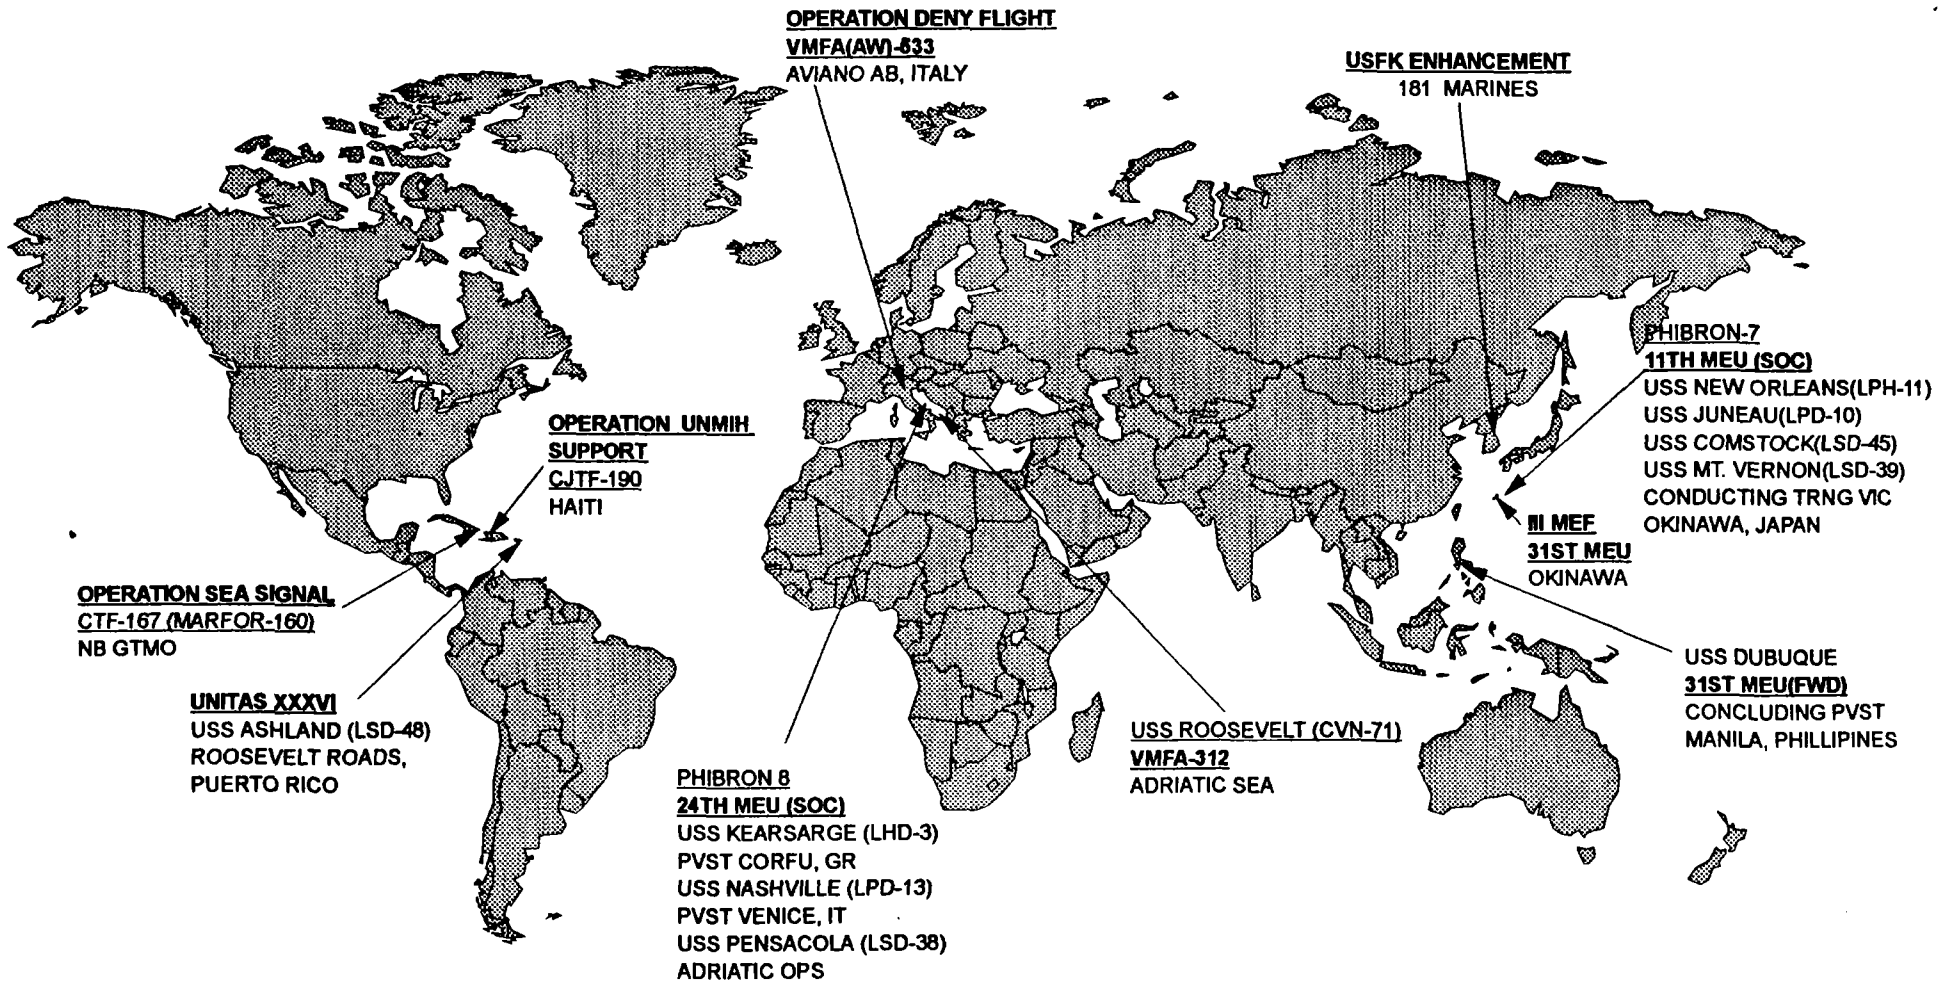 OPERATION DENY FLIGHT
VMFA(AW)-533
AVIANO AB, ITALY
USFK ENHANCEMENT
181 MARINES
PHIBRON-7
11TH MEU (SOC)
USS NEW ORLEANS(LPH-11)
USS JUNEAU(LPD-10)
USS COMSTOCK(LSD-45)
USS MT. VERNON(LSD-39)
CONDUCTING TRNG VIC
OKINAWA, JAPAN
OPERATION UNMIH
SUPPORT
CJTF-190
HAITI
III MEF
31ST MEU
OKINAWA
OPERATION SEA SIGNAL
CTF-167 (MARFOR-160)
NB GTMO
UNITAS XXXVI
USS ASHLAND (LSD-48)
ROOSEVELT ROADS,
PUERTO RICO
PHIBRON 8
24TH MEU (SOC)
USS KEARSARGE (LHD-3)
PVST CORFU, GR
USS NASHVILLE (LPD-13)
PVST VENICE, IT
USS PENSACOLA (LSD-38)
ADRIATIC OPS
USS ROOSEVELT (CVN-71)
VMFA-312
ADRIATIC SEA
USS DUBUQUE
31ST MEU(FWD)
CONCLUDING PVST
MANILA, PHILLIPINES